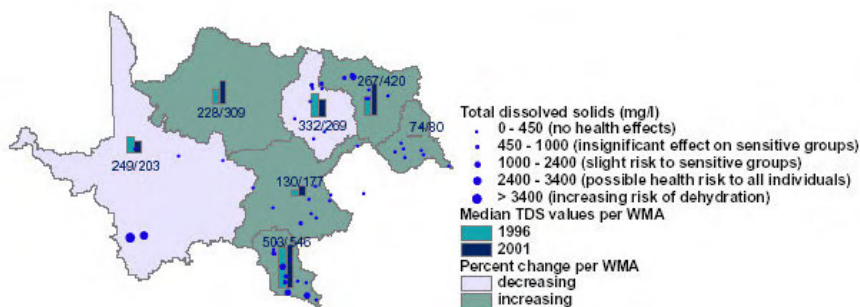 267/420
228/309
332/269
74/80
249/203
130/177
503/546
Total dissolved solids (mg/l)
0 - 450 (no health effects)
450 - 1000 (insignificant effect on sensitive groups)
1000 - 2400 (slight risk to sensitive groups)
2400 - 3400 (possible health risk to all individuals)
> 3400 (increasing risk of dehydration)
Median TDS values per WMA
1996
2001
Percent change per WMA
decreasing
increasing